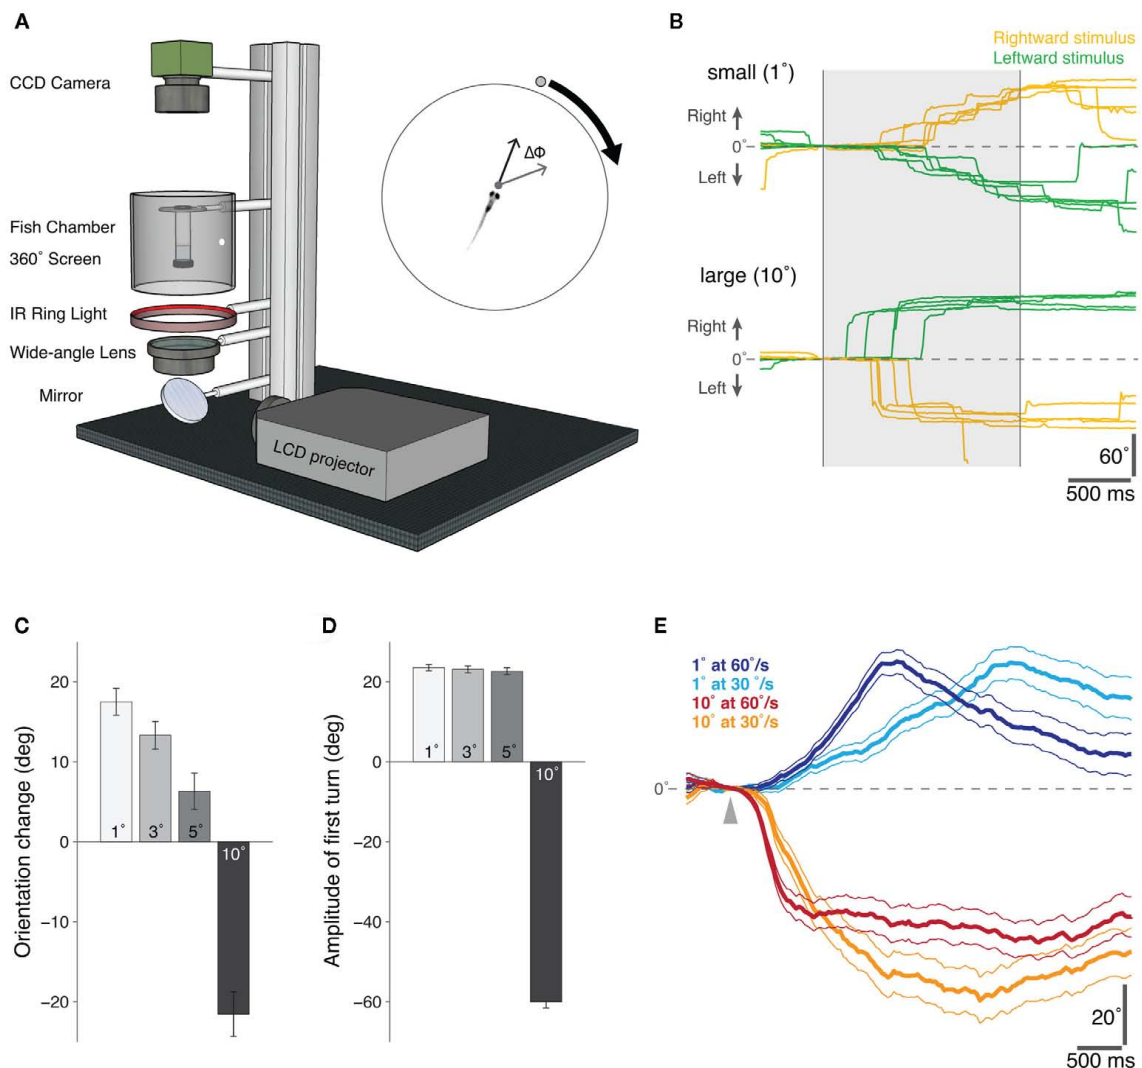 A
CCD Camera
Fish Chamber
360° Screen
IR Ring Light
Wide-angle Lens
Mirror
LCD projector
ΔΦ
B
Rightward stimulus
Leftward stimulus
small (1°)
Right
0°
Left
large (10°)
Right
0°
Left
60°
500 ms
C
Orientation change (deg)
20
10
0
−10
−20
1°
3°
5°
10°
D
Amplitude of first turn (deg)
20
0
−20
−40
−60
1°
3°
5°
10°
E
1° at 60°/s
1° at 30°/s
10° at 60°/s
10° at 30°/s
0°
20°
500 ms